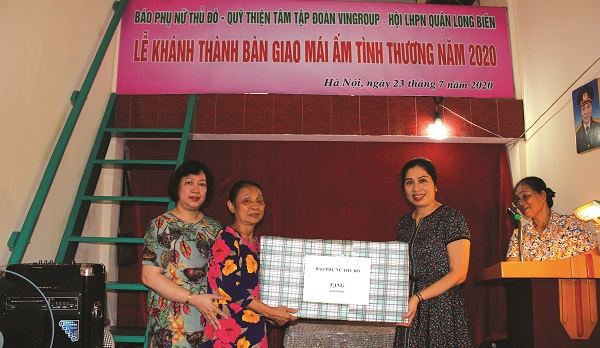 BÁO PHỤ NỮ THỦ ĐÔ - QUỸ THIỆN TÂM TẬP ĐOÀN VINGROUP - HỘI LHPN QUẬN LONG BIÊN
LỄ KHÁNH THÀNH BÀN GIAO MÁI ẤM TÌNH THƯƠNG NĂM 2020
Hà Nội, ngày 23 tháng 7 năm 2020
BÁO PHỤ NỮ THỦ ĐÔ
TẶNG